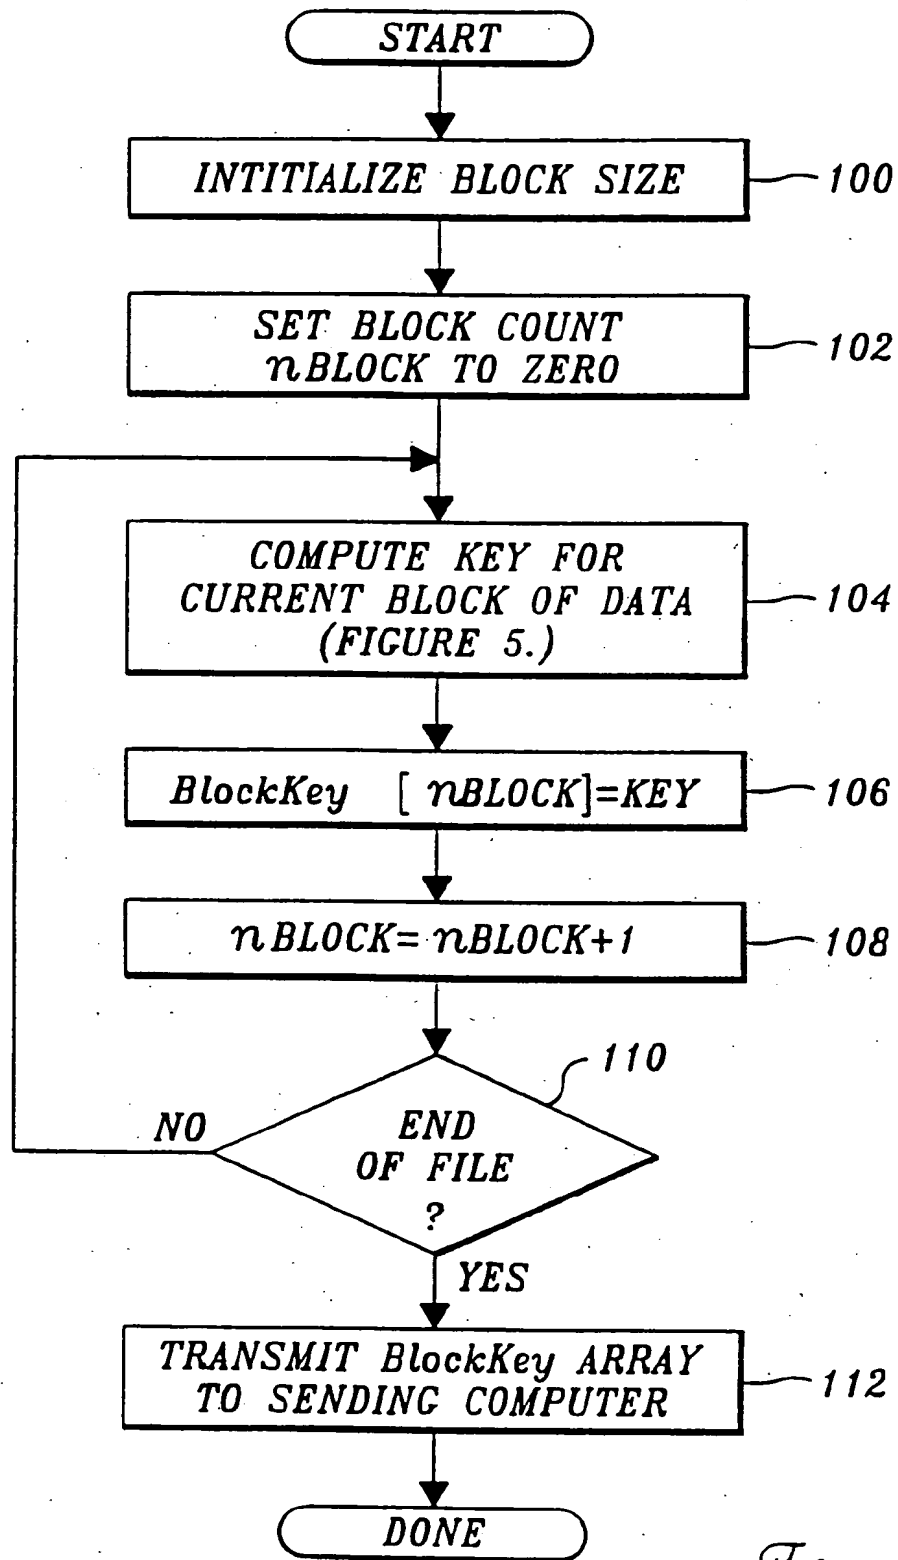 START
INTITIALIZE BLOCK SIZE
100
SET BLOCK COUNT
nBLOCK TO ZERO
102
COMPUTE KEY FOR
CURRENT BLOCK OF DATA
(FIGURE 5.)
104
BlockKey [ nBLOCK]=KEY
106
nBLOCK= nBLOCK+1
108
110
END
OF FILE
?
NO
YES
TRANSMIT BlockKey ARRAY
TO SENDING COMPUTER
112
DONE